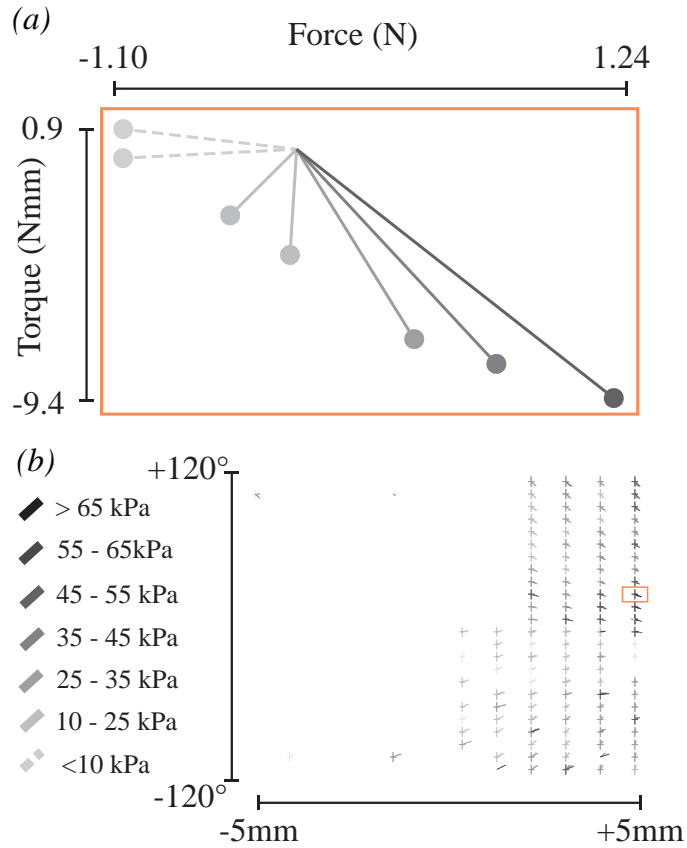 (a)
Force (N)
-1.10 1.24
0.9
Torque (Nmm)
-9.4
(b)
+120°
> 65 kPa
55 - 65kPa
45 - 55 kPa
35 - 45 kPa
25 - 35 kPa
10 - 25 kPa
<10 kPa
-120°
-5mm +5mm